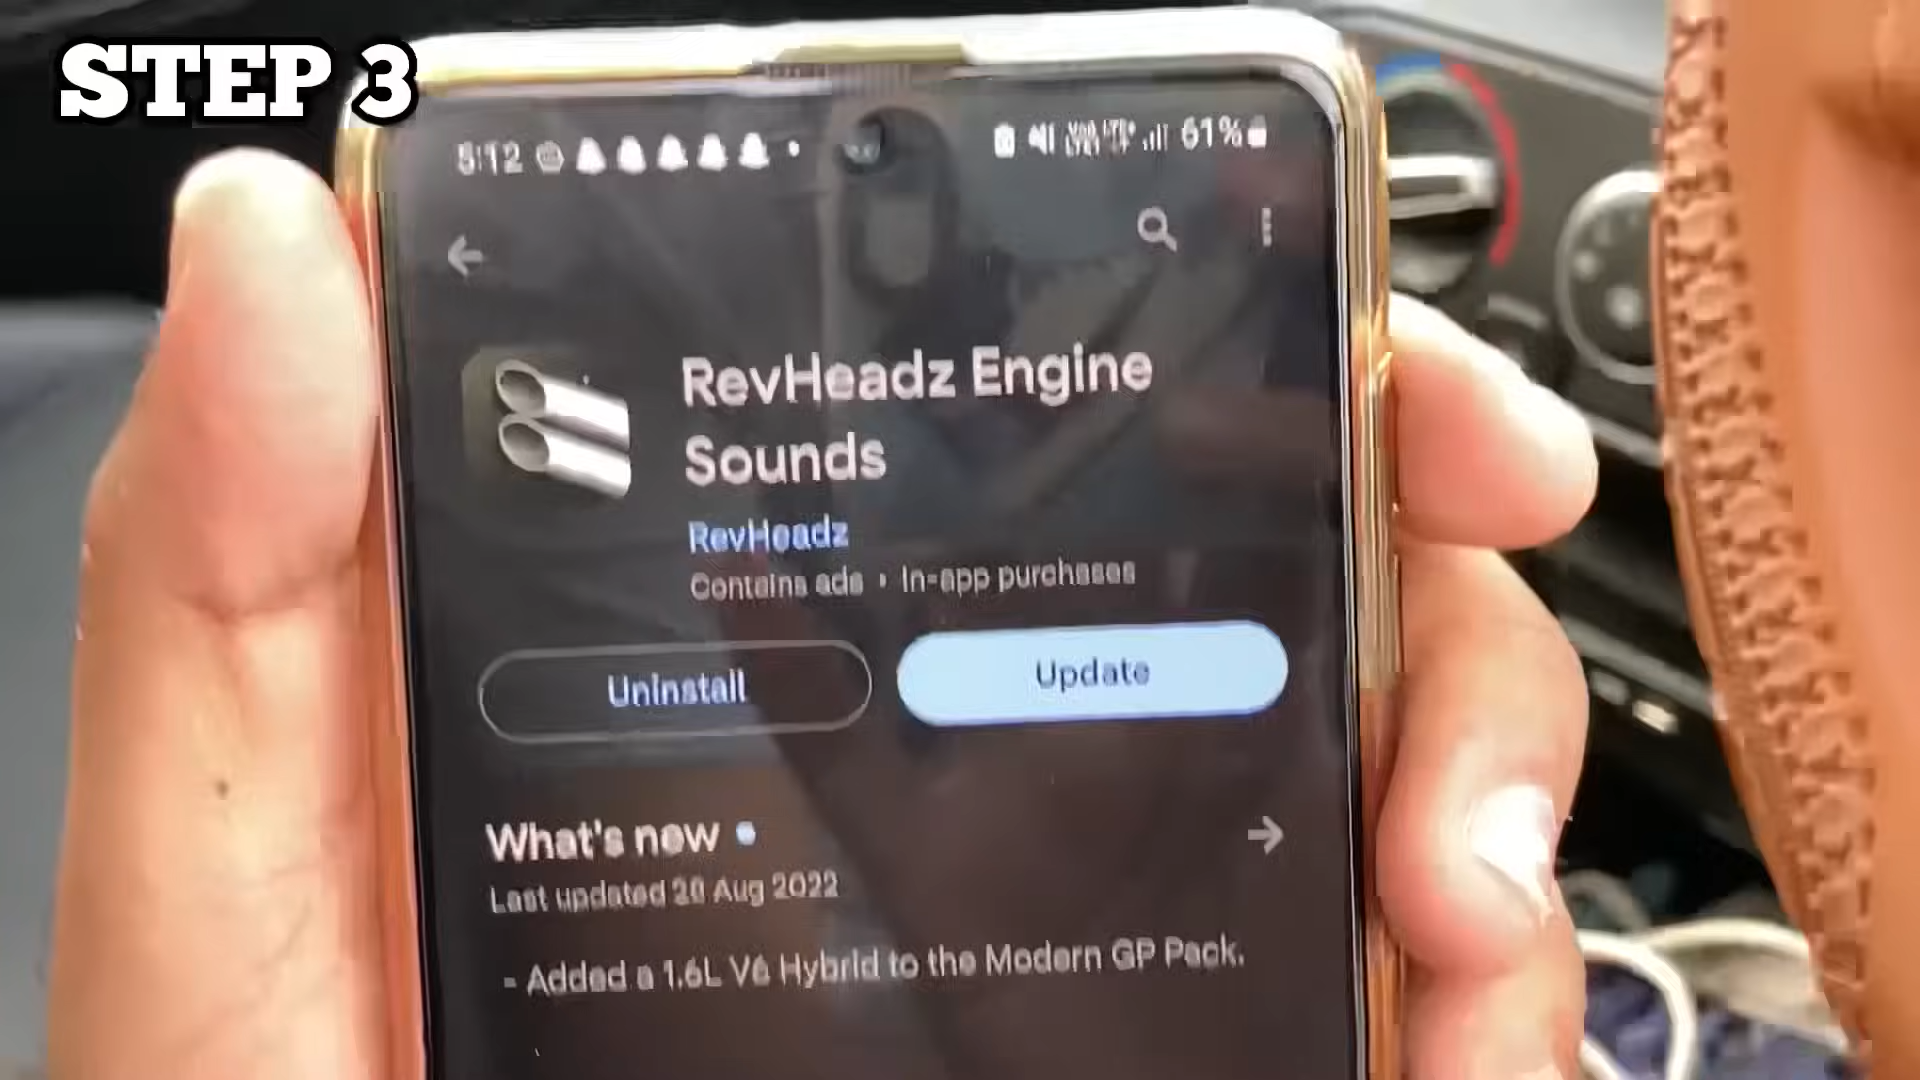 STEP 3
5:12
61%
RevHeadz Engine
Sounds
RevHeadz
Contains ads • In-app purchases
Uninstall
Update
What's new
Last updated 28 Aug 2022
- Added a 1.6L V6 Hybrid to the Modern GP Pack.